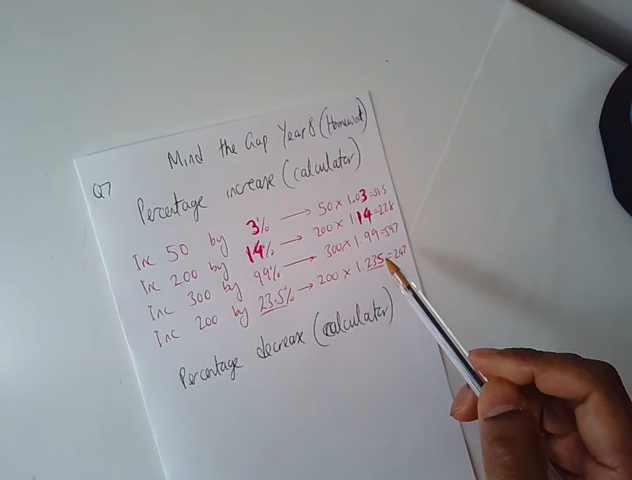 Mind the Gap Year 8 (Homework)
Q7
Percentage increase (calculator)
Inc 50 by 3% → 50 × 1.03 = 51.5
Inc 200 by 14% → 200 × 1.14 = 228
Inc 300 by 99% → 300 × 1.99 = 597
Inc 200 by 23.5% → 200 × 1.235 = 247
Percentage decrease (calculator)